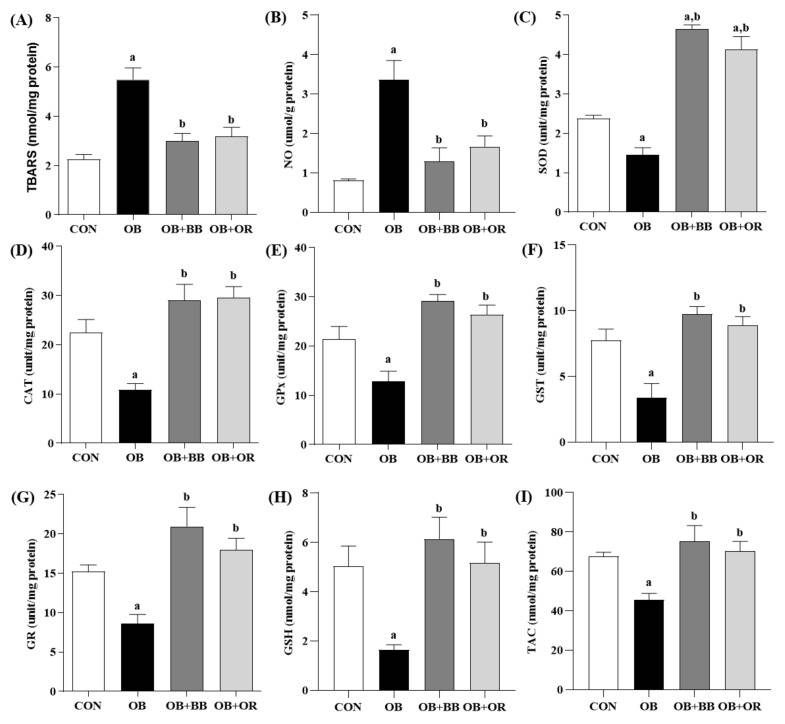 (A)
TBARS (nmol/mg protein)
8
6
4
2
0
a
b
b
CON
OB
OB+BB
OB+OR
(B)
NO (umol/g protein)
5
4
3
2
1
0
a
b
b
CON
OB
OB+BB
OB+OR
(C)
SOD (unit/mg protein)
5
4
3
2
1
0
a
a,b
a,b
CON
OB
OB+BB
OB+OR
(D)
CAT (unit/mg protein)
40
30
20
10
0
a
b
b
CON
OB
OB+BB
OB+OR
(E)
GPx (unit/mg protein)
40
30
20
10
0
a
b
b
CON
OB
OB+BB
OB+OR
(F)
GST (unit/mg protein)
15
10
5
0
a
b
b
CON
OB
OB+BB
OB+OR
(G)
GR (unit/mg protein)
25
20
15
10
5
0
a
b
b
CON
OB
OB+BB
OB+OR
(H)
GSH (nmol/mg protein)
8
6
4
2
0
a
b
b
CON
OB
OB+BB
OB+OR
(I)
TAC (nmol/mg protein)
100
80
60
40
20
0
a
b
b
CON
OB
OB+BB
OB+OR